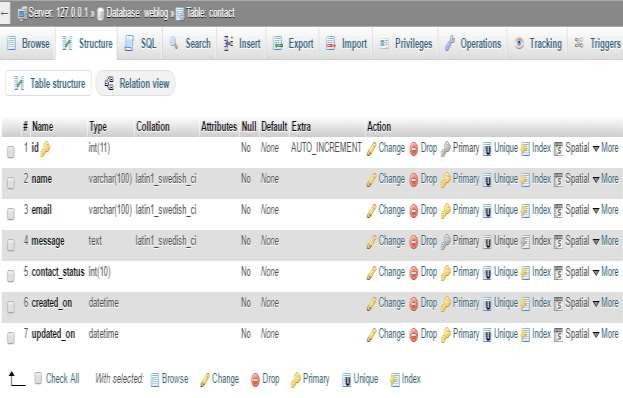 Server: 127.0.0.1 » Database: weblog » Table: contact
Browse Structure SQL Search Insert Export Import Privileges Operations Tracking Triggers
Table structure Relation view
# Name Type Collation Attributes Null Default Extra Action
1 id int(11) No None AUTO_INCREMENT Change Drop Primary Unique Index Spatial More
2 name varchar(100) latin1_swedish_ci No None Change Drop Primary Unique Index Spatial More
3 email varchar(100) latin1_swedish_ci No None Change Drop Primary Unique Index Spatial More
4 message text latin1_swedish_ci No None Change Drop Primary Unique Index Spatial More
5 contact_status int(10) No None Change Drop Primary Unique Index Spatial More
6 created_on datetime No None Change Drop Primary Unique Index Spatial More
7 updated_on datetime No None Change Drop Primary Unique Index Spatial More
Check All With selected: Browse Change Drop Primary Unique Index